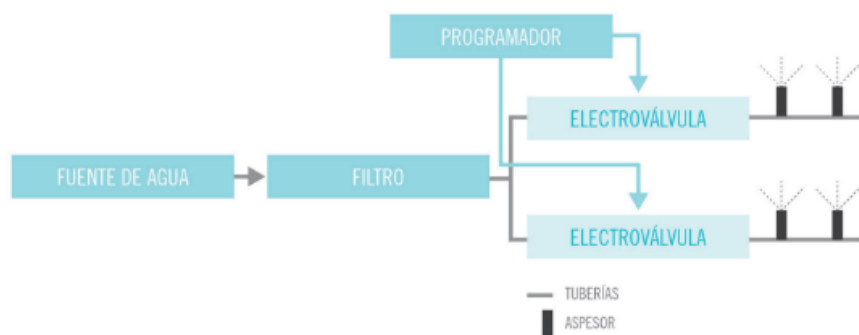 PROGRAMADOR
ELECTROVÁLVULA
FUENTE DE AGUA
FILTRO
ELECTROVÁLVULA
TUBERÍAS
ASPESOR